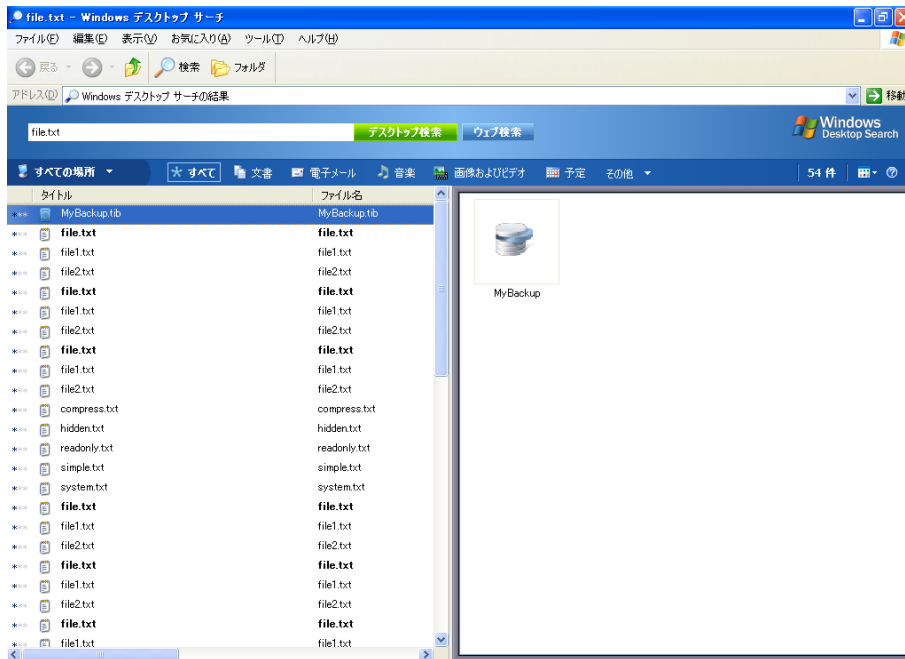 file.txt - Windows デスクトップ サーチ
ファイル(F) 編集(E) 表示(V) お気に入り(A) ツール(T) ヘルプ(H)
戻る 検索 フォルダ
アドレス(D) Windows デスクトップ サーチの結果 移動
file.txt デスクトップ検索 ウェブ検索 Windows Desktop Search
すべての場所 すべて 文書 電子メール 音楽 画像およびビデオ 予定 その他 54 件
タイトル ファイル名
MyBackup.tib MyBackup.tib
file.txt file.txt
file1.txt file1.txt
file2.txt file2.txt
file.txt file.txt
file1.txt file1.txt
file2.txt file2.txt
file.txt file.txt
file1.txt file1.txt
file2.txt file2.txt
compress.txt compress.txt
hidden.txt hidden.txt
readonly.txt readonly.txt
simple.txt simple.txt
system.txt system.txt
file.txt file.txt
file1.txt file1.txt
file2.txt file2.txt
file.txt file.txt
file1.txt file1.txt
file2.txt file2.txt
file.txt file.txt
file1.txt file1.txt
MyBackup